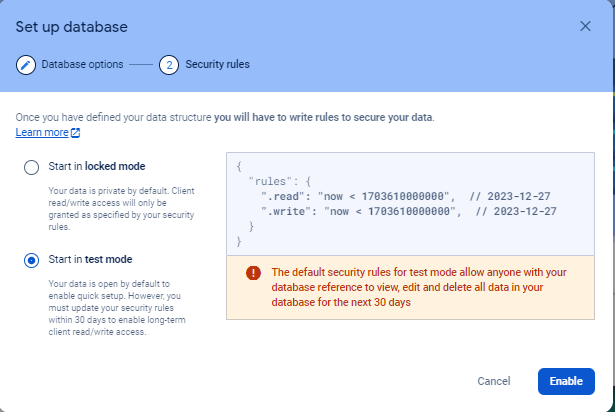 Set up database
Database options
2 Security rules
Once you have defined your data structure you will have to write rules to secure your data.
Learn more
Start in locked mode
Your data is private by default. Client
read/write access will only be
granted as specified by your security
rules.
Start in test mode
Your data is open by default to
enable quick setup. However, you
must update your security rules
within 30 days to enable long-term
client read/write access.
{
"rules": {
".read": "now < 1703610000000", // 2023-12-27
".write": "now < 1703610000000", // 2023-12-27
}
}
! The default security rules for test mode allow anyone with your
database reference to view, edit and delete all data in your
database for the next 30 days
Cancel
Enable